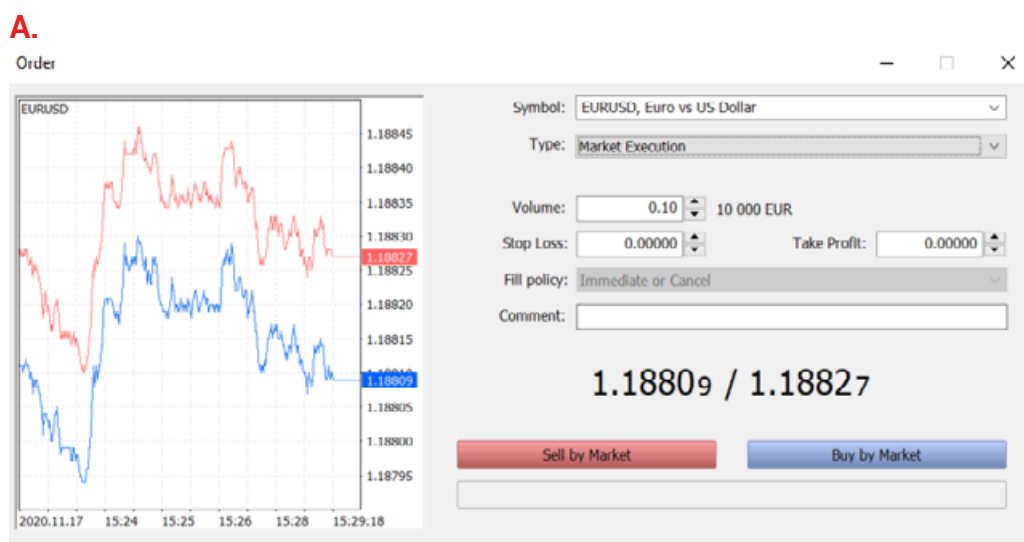 A.
Order
EURUSD
1.18845
1.18840
1.18835
1.18830
1.18827
1.18825
1.18820
1.18815
1.18809
1.18805
1.18800
1.18795
2020.11.17 15:24 15:25 15:26 15:28 15:29:18
Symbol: EURUSD, Euro vs US Dollar
Type: Market Execution
Volume: 0.10 10 000 EUR
Stop Loss: 0.00000 Take Profit: 0.00000
Fill policy: Immediate or Cancel
Comment:
1.18809 / 1.18827
Sell by Market Buy by Market